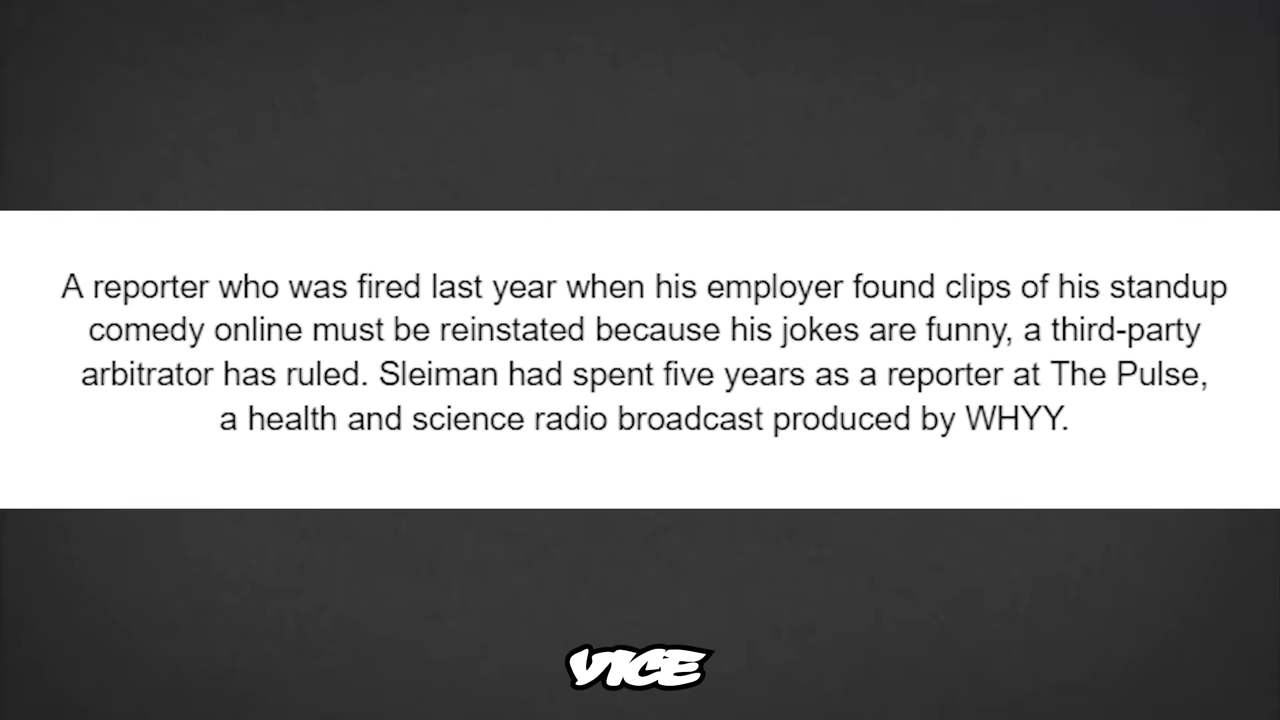 A reporter who was fired last year when his employer found clips of his standup
comedy online must be reinstated because his jokes are funny, a third-party
arbitrator has ruled. Sleiman had spent five years as a reporter at The Pulse,
a health and science radio broadcast produced by WHYY.
VICE